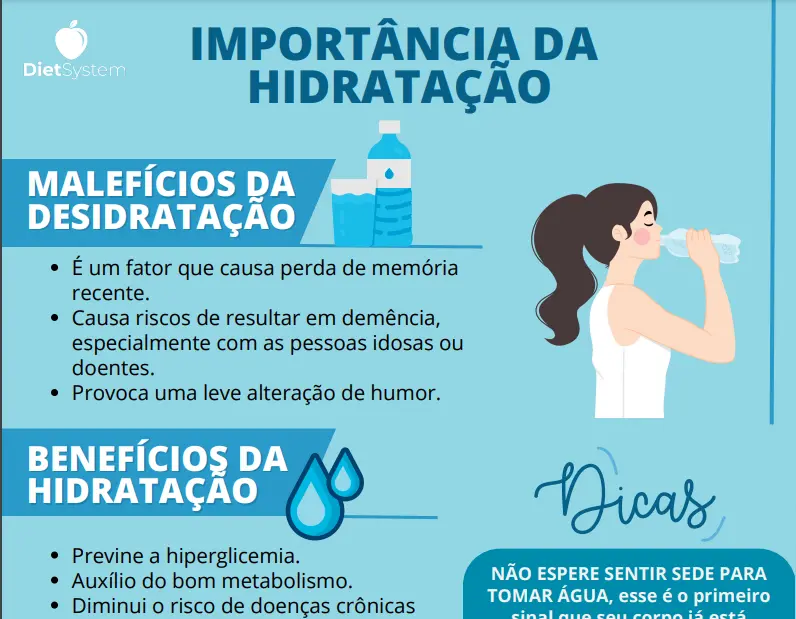 DietSystem
IMPORTÂNCIA DA
HIDRATAÇÃO
MALEFÍCIOS DA
DESIDRATAÇÃO
• É um fator que causa perda de memória
recente.
• Causa riscos de resultar em demência,
especialmente com as pessoas idosas ou
doentes.
• Provoca uma leve alteração de humor.
BENEFÍCIOS DA
HIDRATAÇÃO
• Previne a hiperglicemia.
• Auxílio do bom metabolismo.
• Diminui o risco de doenças crônicas
Dicas
NÃO ESPERE SENTIR SEDE PARA
TOMAR ÁGUA, esse é o primeiro
sinal que seu corpo já está